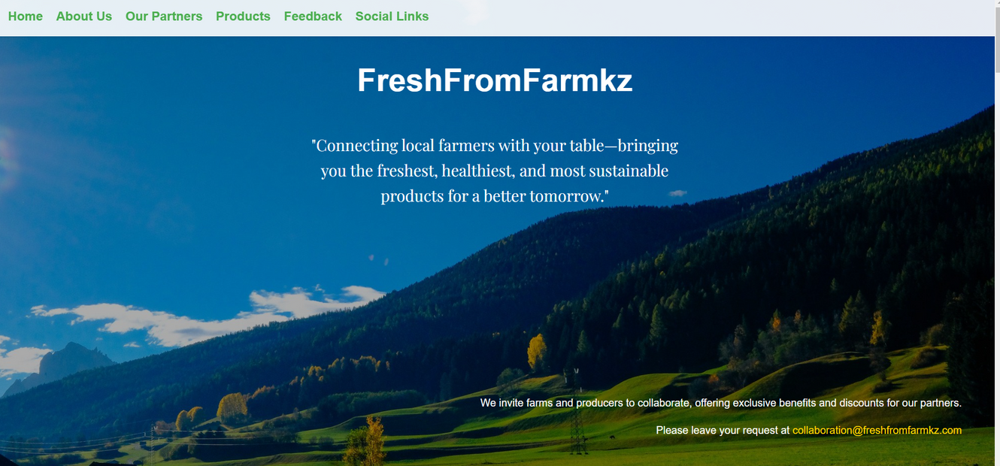 Home About Us Our Partners Products Feedback Social Links
FreshFromFarmkz
"Connecting local farmers with your table—bringing
you the freshest, healthiest, and most sustainable
products for a better tomorrow."
We invite farms and producers to collaborate, offering exclusive benefits and discounts for our partners.
Please leave your request at collaboration@freshfromfarmkz.com